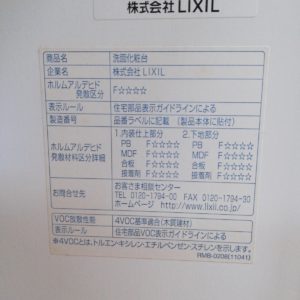 株式会社 LIXIL
商品名 洗面化粧台
企業名 株式会社 LIXIL
ホルムアルデヒド発散区分 F☆☆☆☆
表示ルール 住宅部品表示ガイドラインによる
製造番号 品番ラベルに記載(製品本体に貼付)
ホルムアルデヒド発散材料区分詳細
1. 内装仕上部分 2. 下地部分
PB F☆☆☆☆ PB F☆☆☆☆
MDF F☆☆☆☆ MDF F☆☆☆☆
合板 F☆☆☆☆ 合板 F☆☆☆☆
接着剤 F☆☆☆☆ 接着剤 F☆☆☆☆
お問合せ先
お客さま相談センター
TEL 0120-1794-00 FAX 0120-1794-30
ホームページ http://www.lixil.co.jp/
VOC放散性能 4VOC基準適合(木質建材)
表示ルール 住宅部品VOC表示ガイドラインによる
※4VOCとは、トルエン・キシレン・エチルベンゼン・スチレンを示します。
RMB-0208(11041)